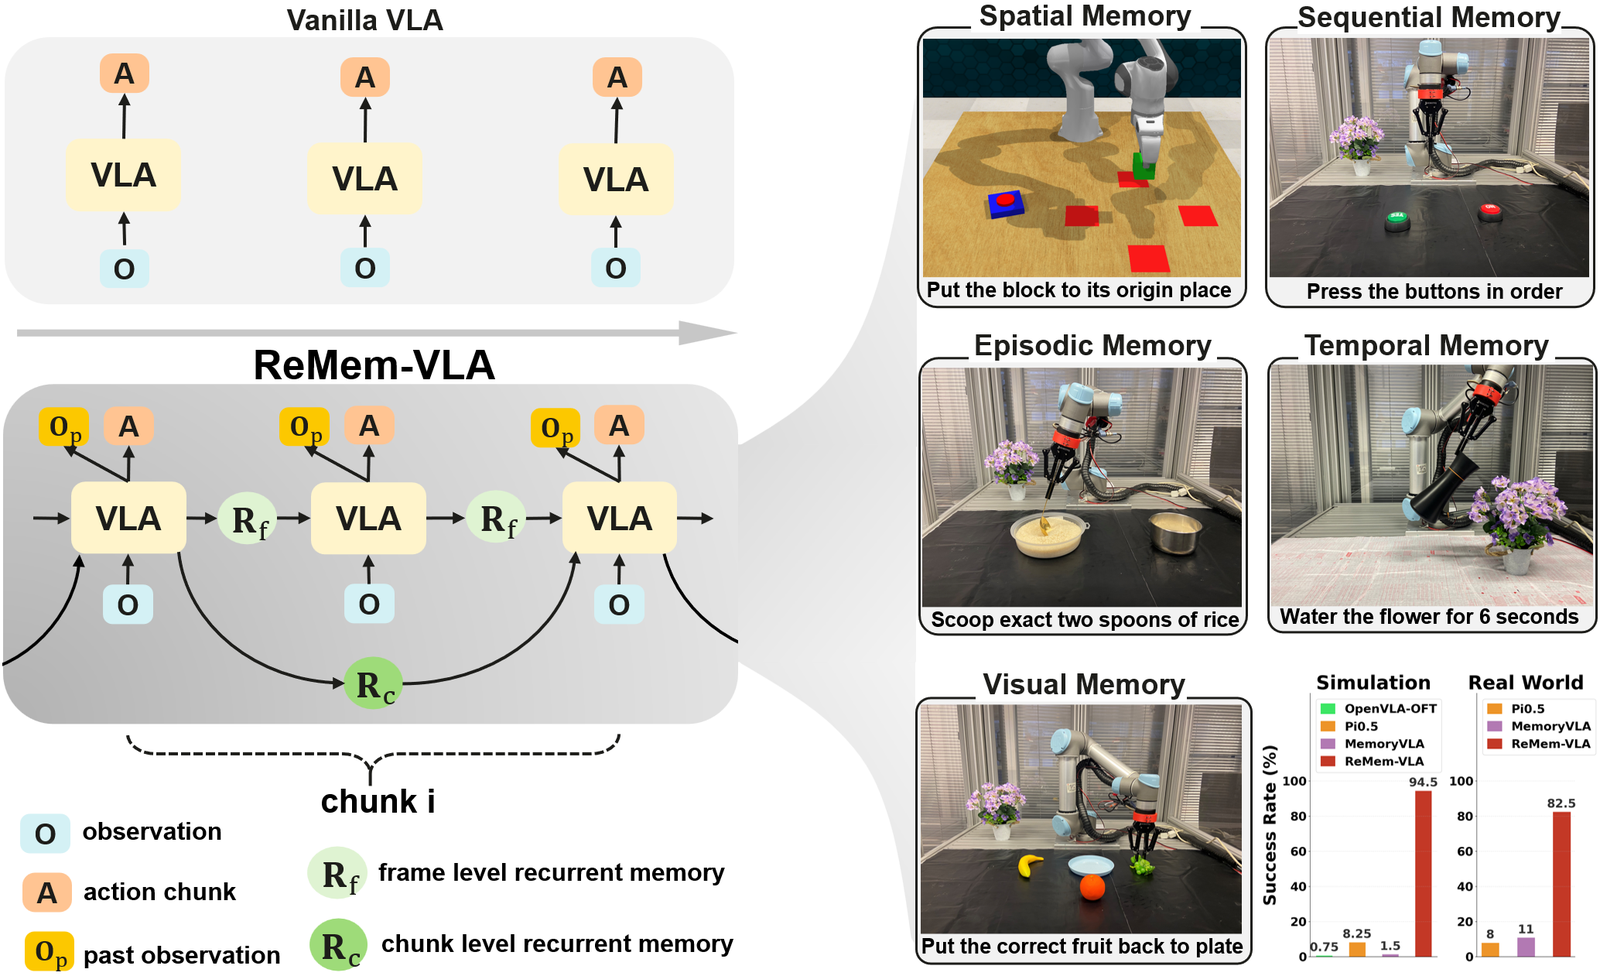 Vanilla VLA
A
A
A
VLA
VLA
VLA
O
O
O
ReMem-VLA
Op
A
Op
A
Op
A
VLA
Rf
VLA
Rf
VLA
O
O
O
Rc
chunk i
O observation
A action chunk
Op past observation
Rf frame level recurrent memory
Rc chunk level recurrent memory
Spatial Memory
Put the block to its origin place
Sequential Memory
Press the buttons in order
Episodic Memory
Scoop exact two spoons of rice
Temporal Memory
Water the flower for 6 seconds
Visual Memory
Put the correct fruit back to plate
Simulation
OpenVLA-OFT
Pi0.5
MemoryVLA
ReMem-VLA
Success Rate (%)
100
80
60
40
20
0
0.75
8.25
1.5
94.5
Real World
Pi0.5
MemoryVLA
ReMem-VLA
100
80
60
40
20
0
8
11
82.5